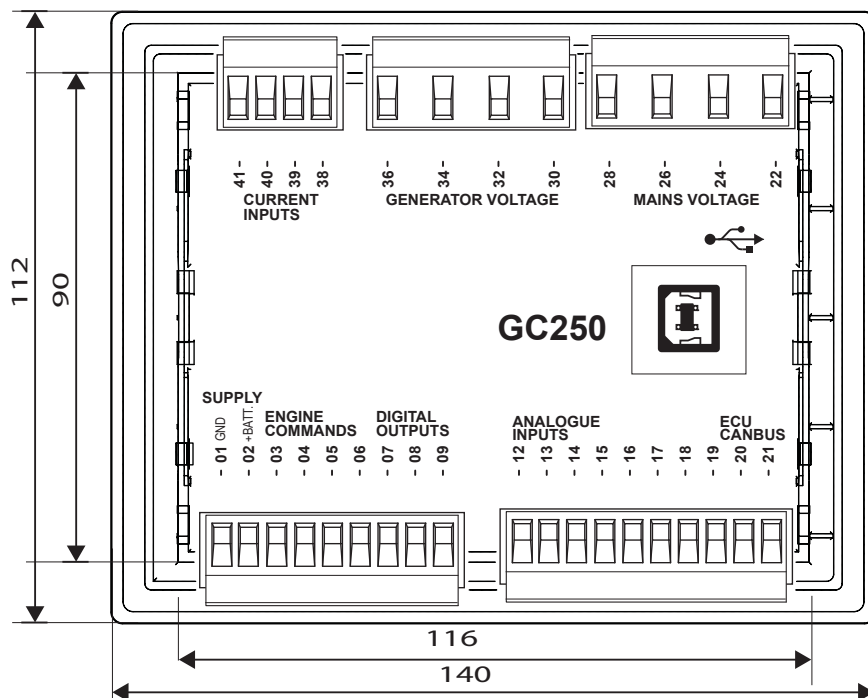 41 -
40 -
39 -
38 -
36 -
34 -
32 -
30 -
28 -
26 -
24 -
22 -
CURRENT
INPUTS
GENERATOR VOLTAGE
MAINS VOLTAGE
112
90
GC250
SUPPLY
ENGINE
COMMANDS
DIGITAL
OUTPUTS
ANALOGUE
INPUTS
ECU
CANBUS
- 01 GND
- 02 +BATT.
- 03
- 04
- 05
- 06
- 07
- 08
- 09
- 12
- 13
- 14
- 15
- 16
- 17
- 18
- 19
- 20
- 21
116
140